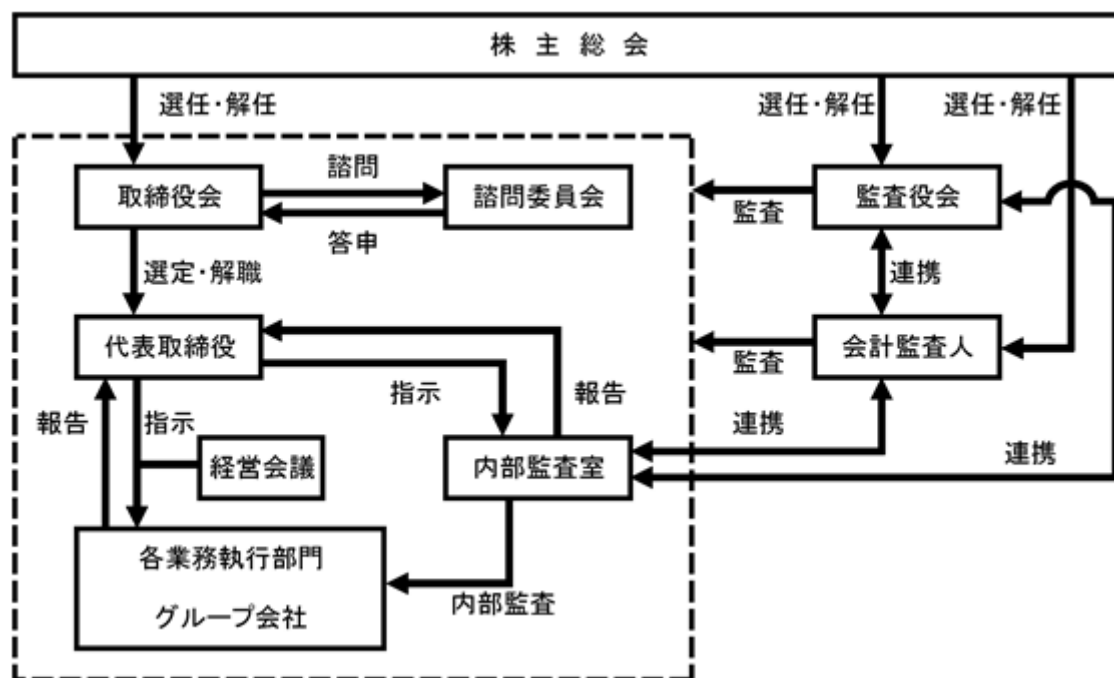 株主総会
選任・解任
選任・解任
選任・解任
取締役会
諮問
諮問委員会
答申
監査
監査役会
選定・解職
連携
代表取締役
監査
会計監査人
報告
指示
指示
報告
連携
経営会議
内部監査室
連携
各業務執行部門
グループ会社
内部監査